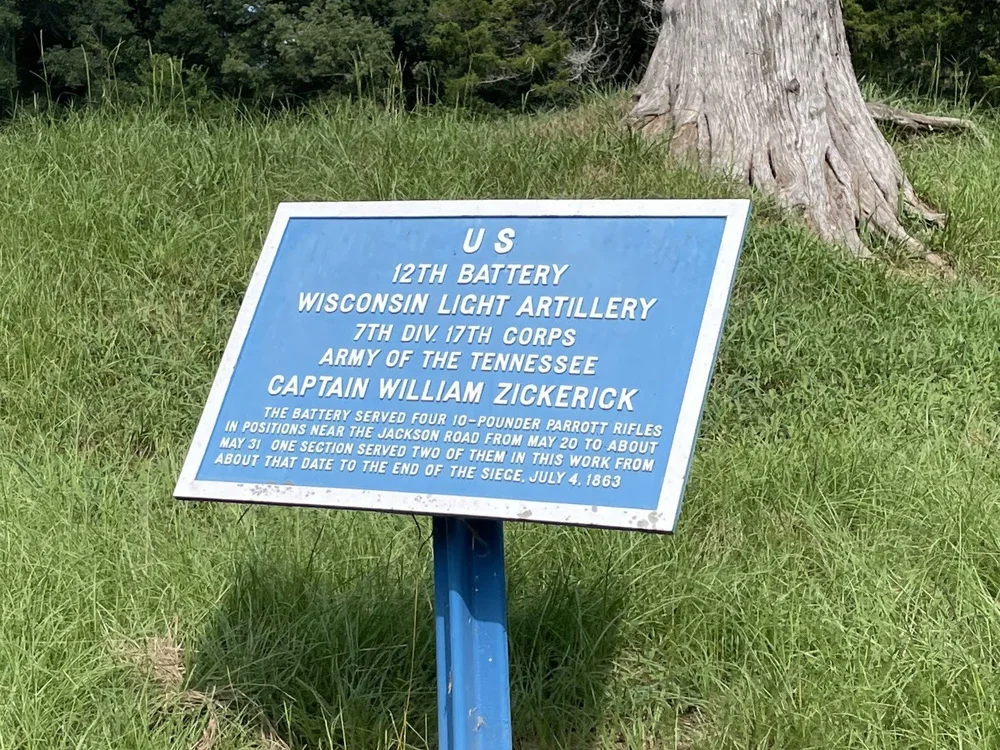 U S
12TH BATTERY
WISCONSIN LIGHT ARTILLERY
7TH DIV. 17TH CORPS
ARMY OF THE TENNESSEE
CAPTAIN WILLIAM ZICKERICK
THE BATTERY SERVED FOUR 10-POUNDER PARROTT RIFLES
IN POSITIONS NEAR THE JACKSON ROAD FROM MAY 20 TO ABOUT
MAY 31 ONE SECTION SERVED TWO OF THEM IN THIS WORK FROM
ABOUT THAT DATE TO THE END OF THE SIEGE, JULY 4, 1863